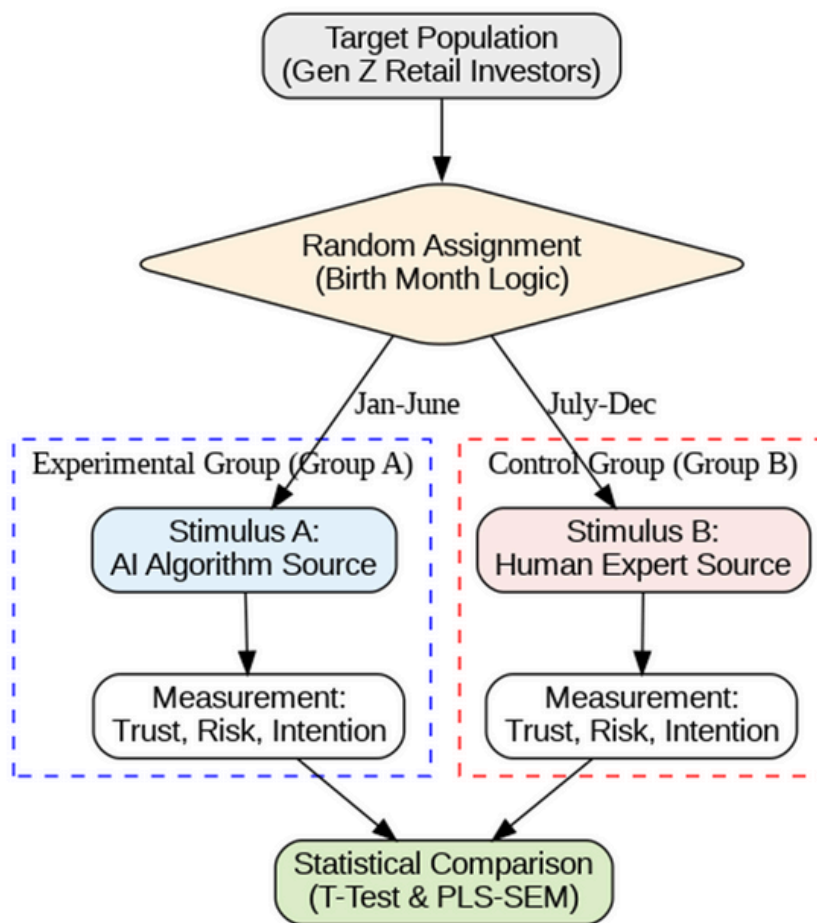 Target Population
(Gen Z Retail Investors)
Random Assignment
(Birth Month Logic)
Jan-June
July-Dec
Experimental Group (Group A)
Control Group (Group B)
Stimulus A:
AI Algorithm Source
Stimulus B:
Human Expert Source
Measurement:
Trust, Risk, Intention
Measurement:
Trust, Risk, Intention
Statistical Comparison
(T-Test & PLS-SEM)